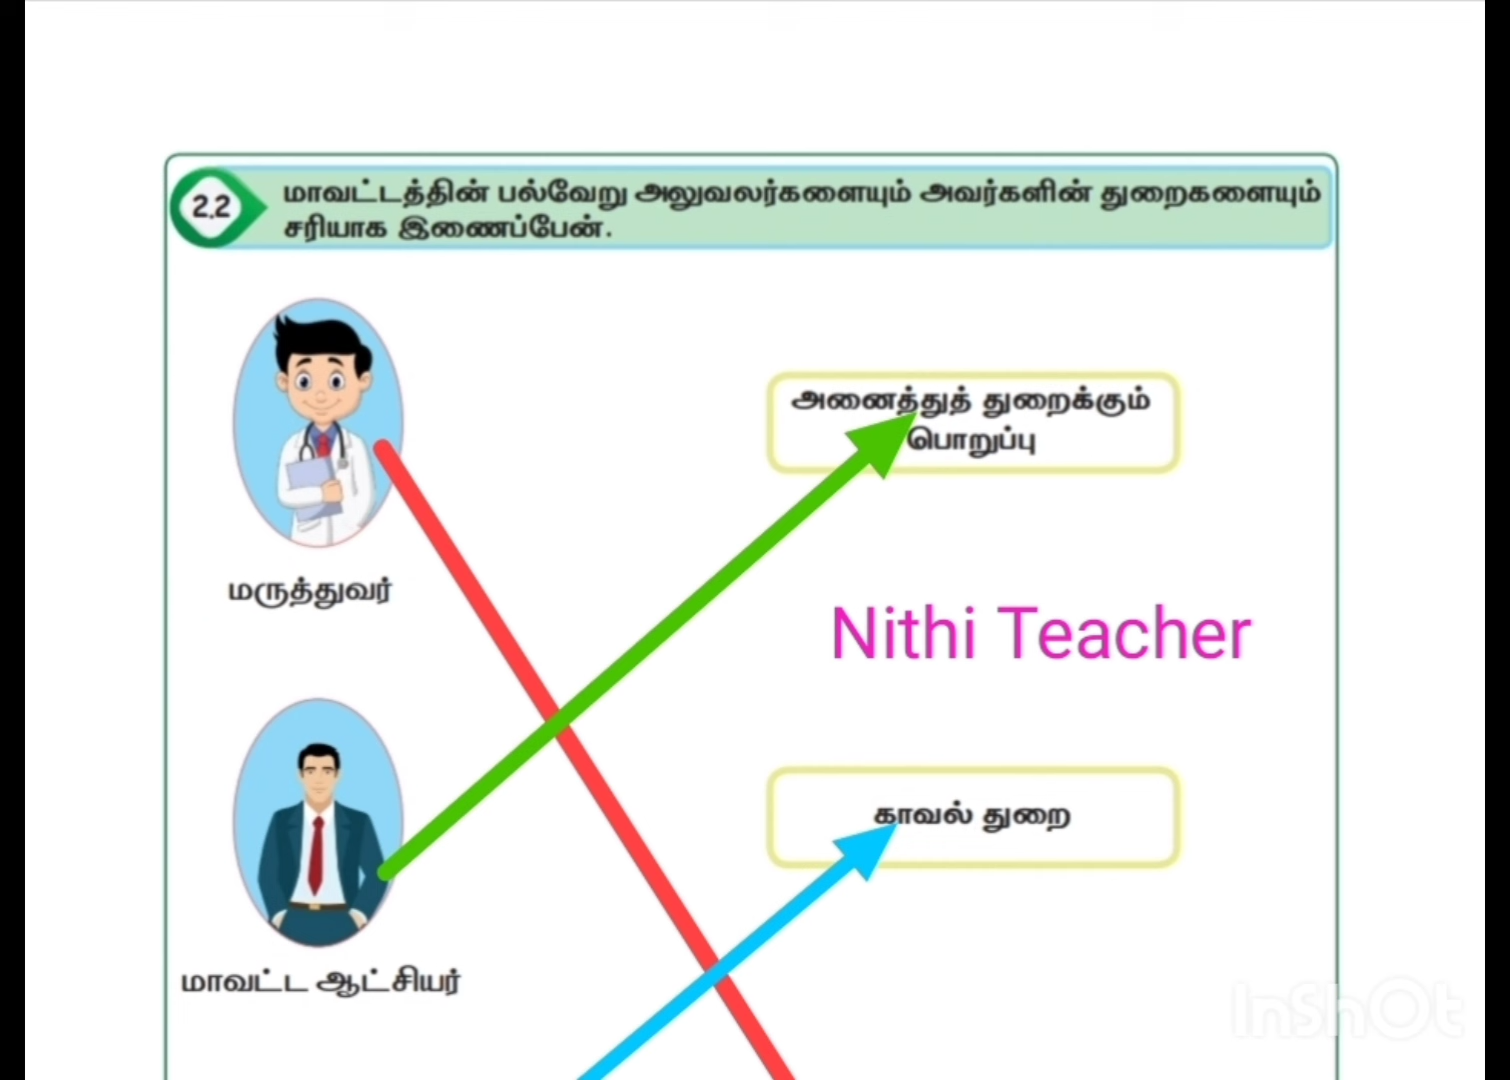 2.2
மாவட்டத்தின் பல்வேறு அலுவலர்களையும் அவர்களின் துறைகளையும்
சரியாக இணைப்பேன்.
அனைத்துத் துறைக்கும்
பொறுப்பு
மருத்துவர்
Nithi Teacher
காவல் துறை
மாவட்ட ஆட்சியர்
InShOt